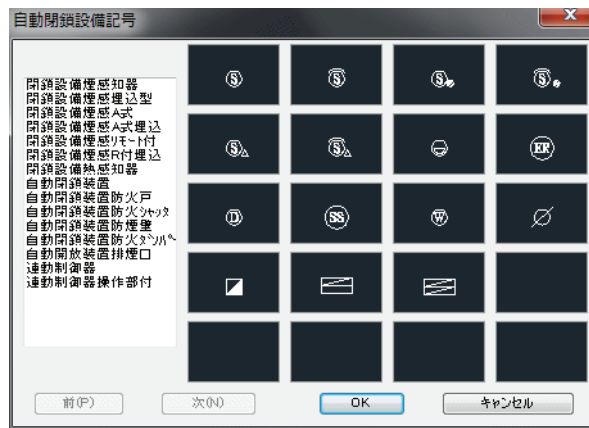 自動閉鎖設備記号
閉鎖設備煙感知器
閉鎖設備煙感埋込型
閉鎖設備煙感A式
閉鎖設備煙感A式埋込
閉鎖設備煙感ﾘﾓｰﾄ付
閉鎖設備煙感R付埋込
閉鎖設備熱感知器
自動閉鎖装置
自動閉鎖装置防火戸
自動閉鎖装置防火ｼｬｯﾀ
自動閉鎖装置防煙壁
自動閉鎖装置防火ﾀﾞﾝﾊﾟ
自動開放装置排煙口
連動制御器
連動制御器操作部付
S S S S
S S ER
D SS W
前(P) 次(N) OK キャンセル